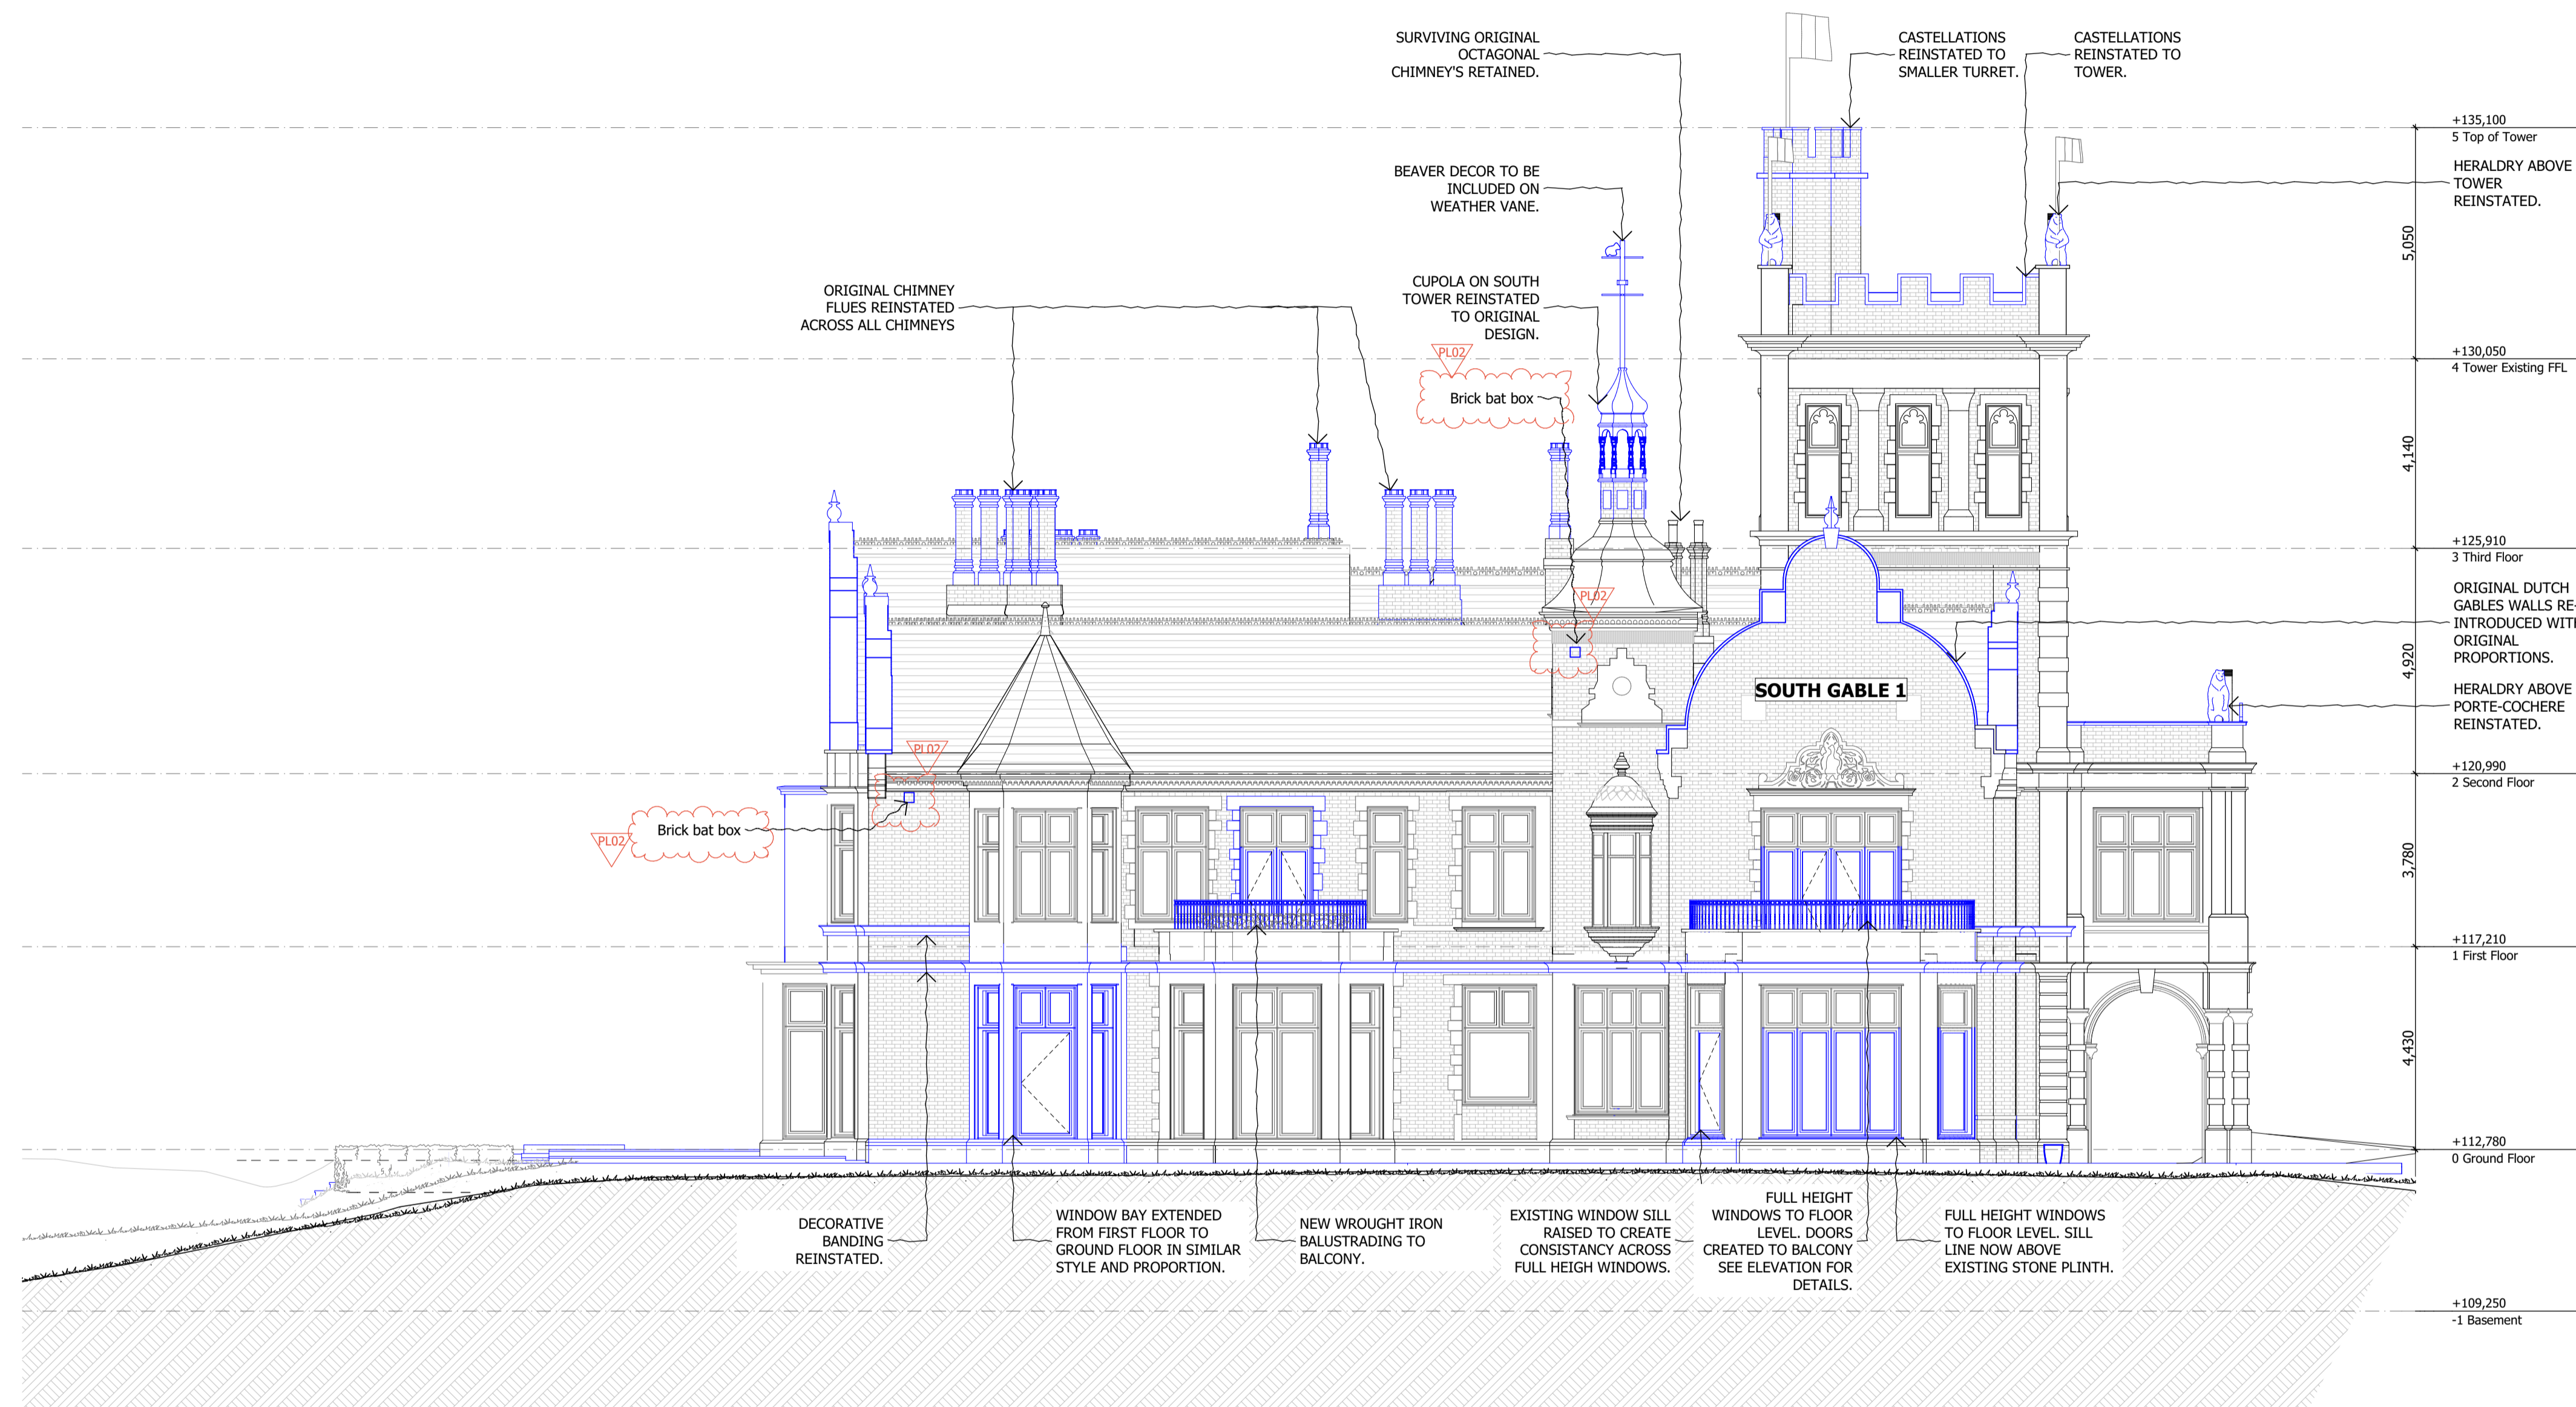 SURVIVING ORIGINAL
OCTAGONAL
CHIMNEY'S RETAINED.
CASTELLATIONS
REINSTATED TO
SMALLER TURRET.
CASTELLATIONS
REINSTATED TO
TOWER.
+135,100
5 Top of Tower
HERALDRY ABOVE
TOWER
REINSTATED.
BEAVER DECOR TO BE
INCLUDED ON
WEATHER VANE.
5,050
ORIGINAL CHIMNEY
FLUES REINSTATED
ACROSS ALL CHIMNEYS
CUPOLA ON SOUTH
TOWER REINSTATED
TO ORIGINAL
DESIGN.
PL02
Brick bat box
+130,050
4 Tower Existing FFL
4,140
+125,910
3 Third Floor
PL02
ORIGINAL DUTCH
GABLES WALLS RE-
INTRODUCED WITH
ORIGINAL
PROPORTIONS.
4,920
SOUTH GABLE 1
HERALDRY ABOVE
PORTE-COCHERE
REINSTATED.
PL02
+120,990
2 Second Floor
Brick bat box
PL02
3,780
+117,210
1 First Floor
4,430
+112,780
0 Ground Floor
DECORATIVE
BANDING
REINSTATED.
WINDOW BAY EXTENDED
FROM FIRST FLOOR TO
GROUND FLOOR IN SIMILAR
STYLE AND PROPORTION.
NEW WROUGHT IRON
BALUSTRADING TO
BALCONY.
EXISTING WINDOW SILL
RAISED TO CREATE
CONSISTANCY ACROSS
FULL HEIGH WINDOWS.
FULL HEIGHT
WINDOWS TO FLOOR
LEVEL. DOORS
CREATED TO BALCONY
SEE ELEVATION FOR
DETAILS.
FULL HEIGHT WINDOWS
TO FLOOR LEVEL. SILL
LINE NOW ABOVE
EXISTING STONE PLINTH.
+109,250
-1 Basement